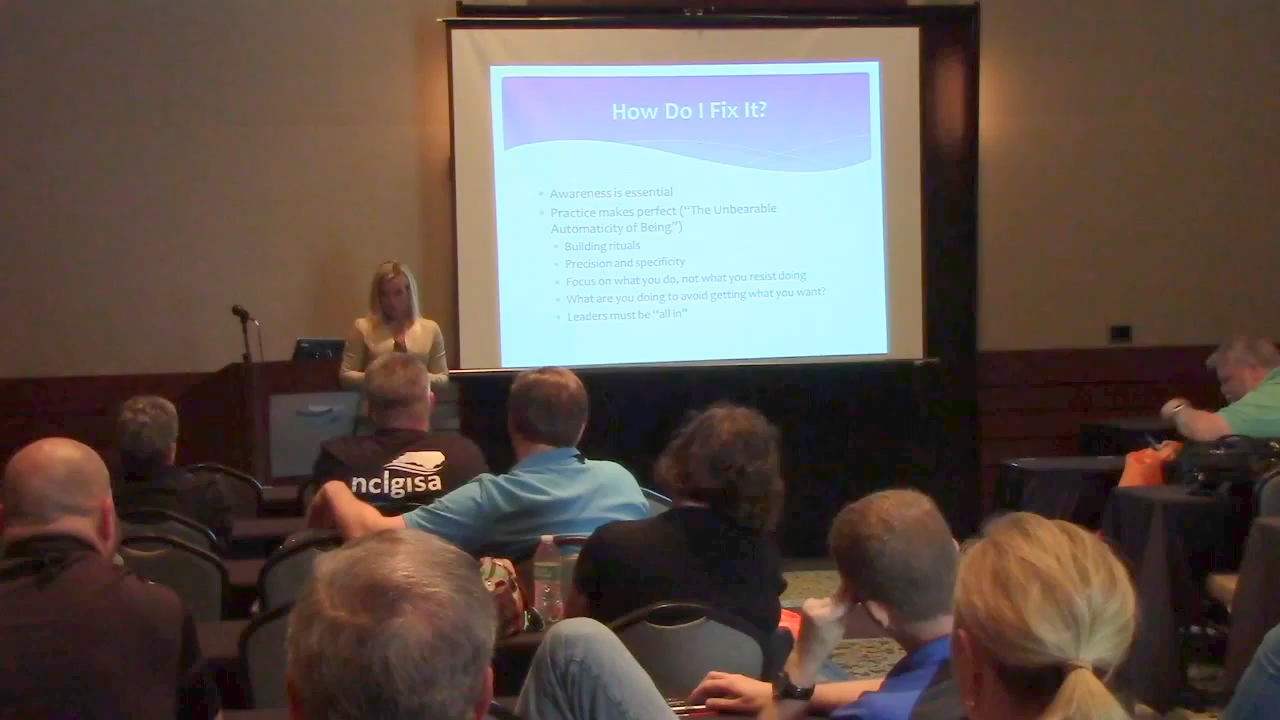 How Do I Fix It?
Awareness is essential
Practice makes perfect ("The Unbearable
Automaticity of Being")
Building rituals
Precision and specificity
Focus on what you do, not what you resist doing
What are you doing to avoid getting what you want?
Leaders must be "all in"
nclgisa